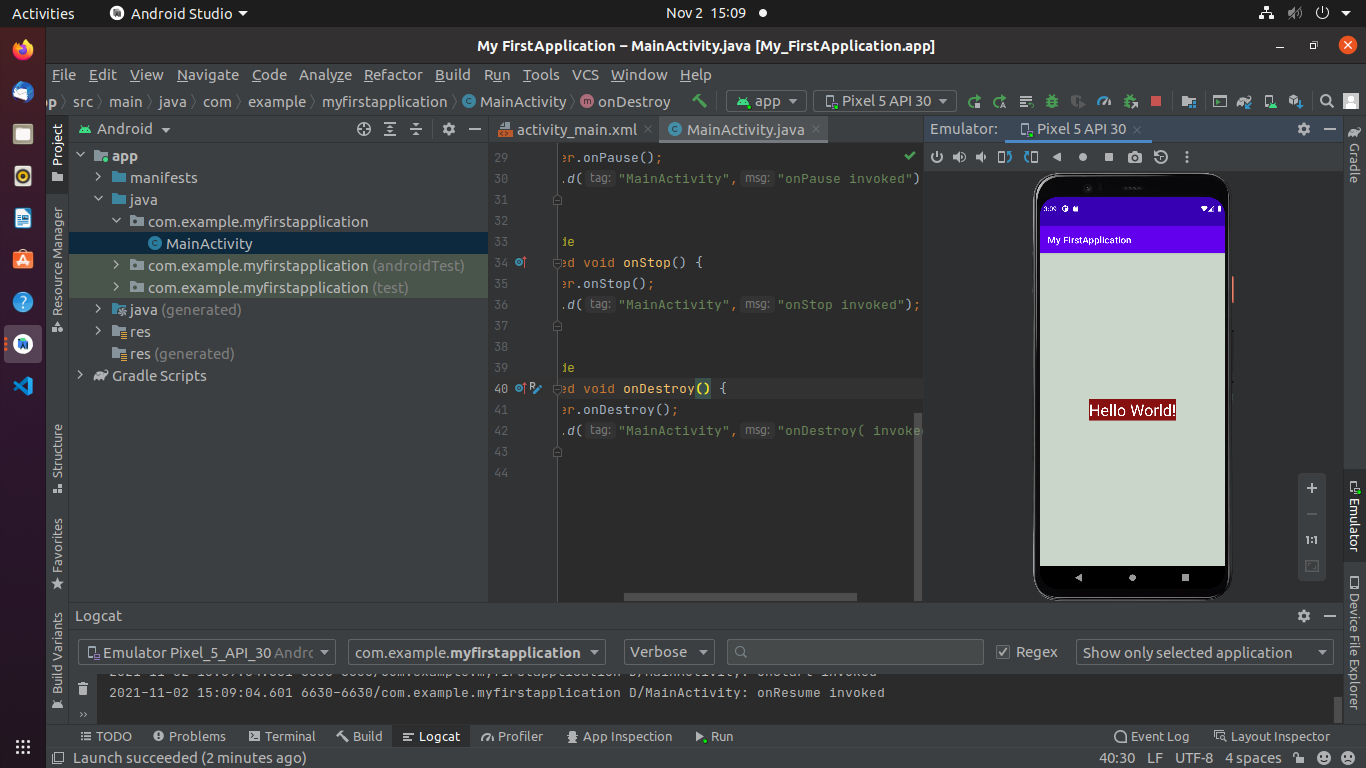 Activities Android Studio Nov 2 15:09
My FirstApplication – MainActivity.java [My_FirstApplication.app]
File Edit View Navigate Code Analyze Refactor Build Run Tools VCS Window Help
src main java com example myfirstapplication MainActivity onDestroy app Pixel 5 API 30
Project
Resource Manager
Structure
Favorites
Build Variants
Android
app
manifests
java
com.example.myfirstapplication
MainActivity
com.example.myfirstapplication (androidTest)
com.example.myfirstapplication (test)
java (generated)
res
res (generated)
Gradle Scripts
activity_main.xml MainActivity.java
29 er.onPause();
30 .d( tag: "MainActivity", msg: "onPause invoked")
31
32
33 de
34 ed void onStop() {
35 er.onStop();
36 .d( tag: "MainActivity", msg: "onStop invoked");
37
38
39 de
40 ed void onDestroy() {
41 er.onDestroy();
42 .d( tag: "MainActivity", msg: "onDestroy( invoke
43
44
Emulator: Pixel 5 API 30
3:09
My FirstApplication
Hello World!
1:1
Gradle
Emulator
Device File Explorer
Logcat
Emulator Pixel_5_API_30 Andrc com.example.myfirstapplication Verbose Regex Show only selected application
2021-11-02 15:09:04.601 6630-6630/com.example.myfirstapplication D/MainActivity: onResume invoked
TODO Problems Terminal Build Logcat Profiler App Inspection Run Event Log Layout Inspector
Launch succeeded (2 minutes ago) 40:30 LF UTF-8 4 spaces